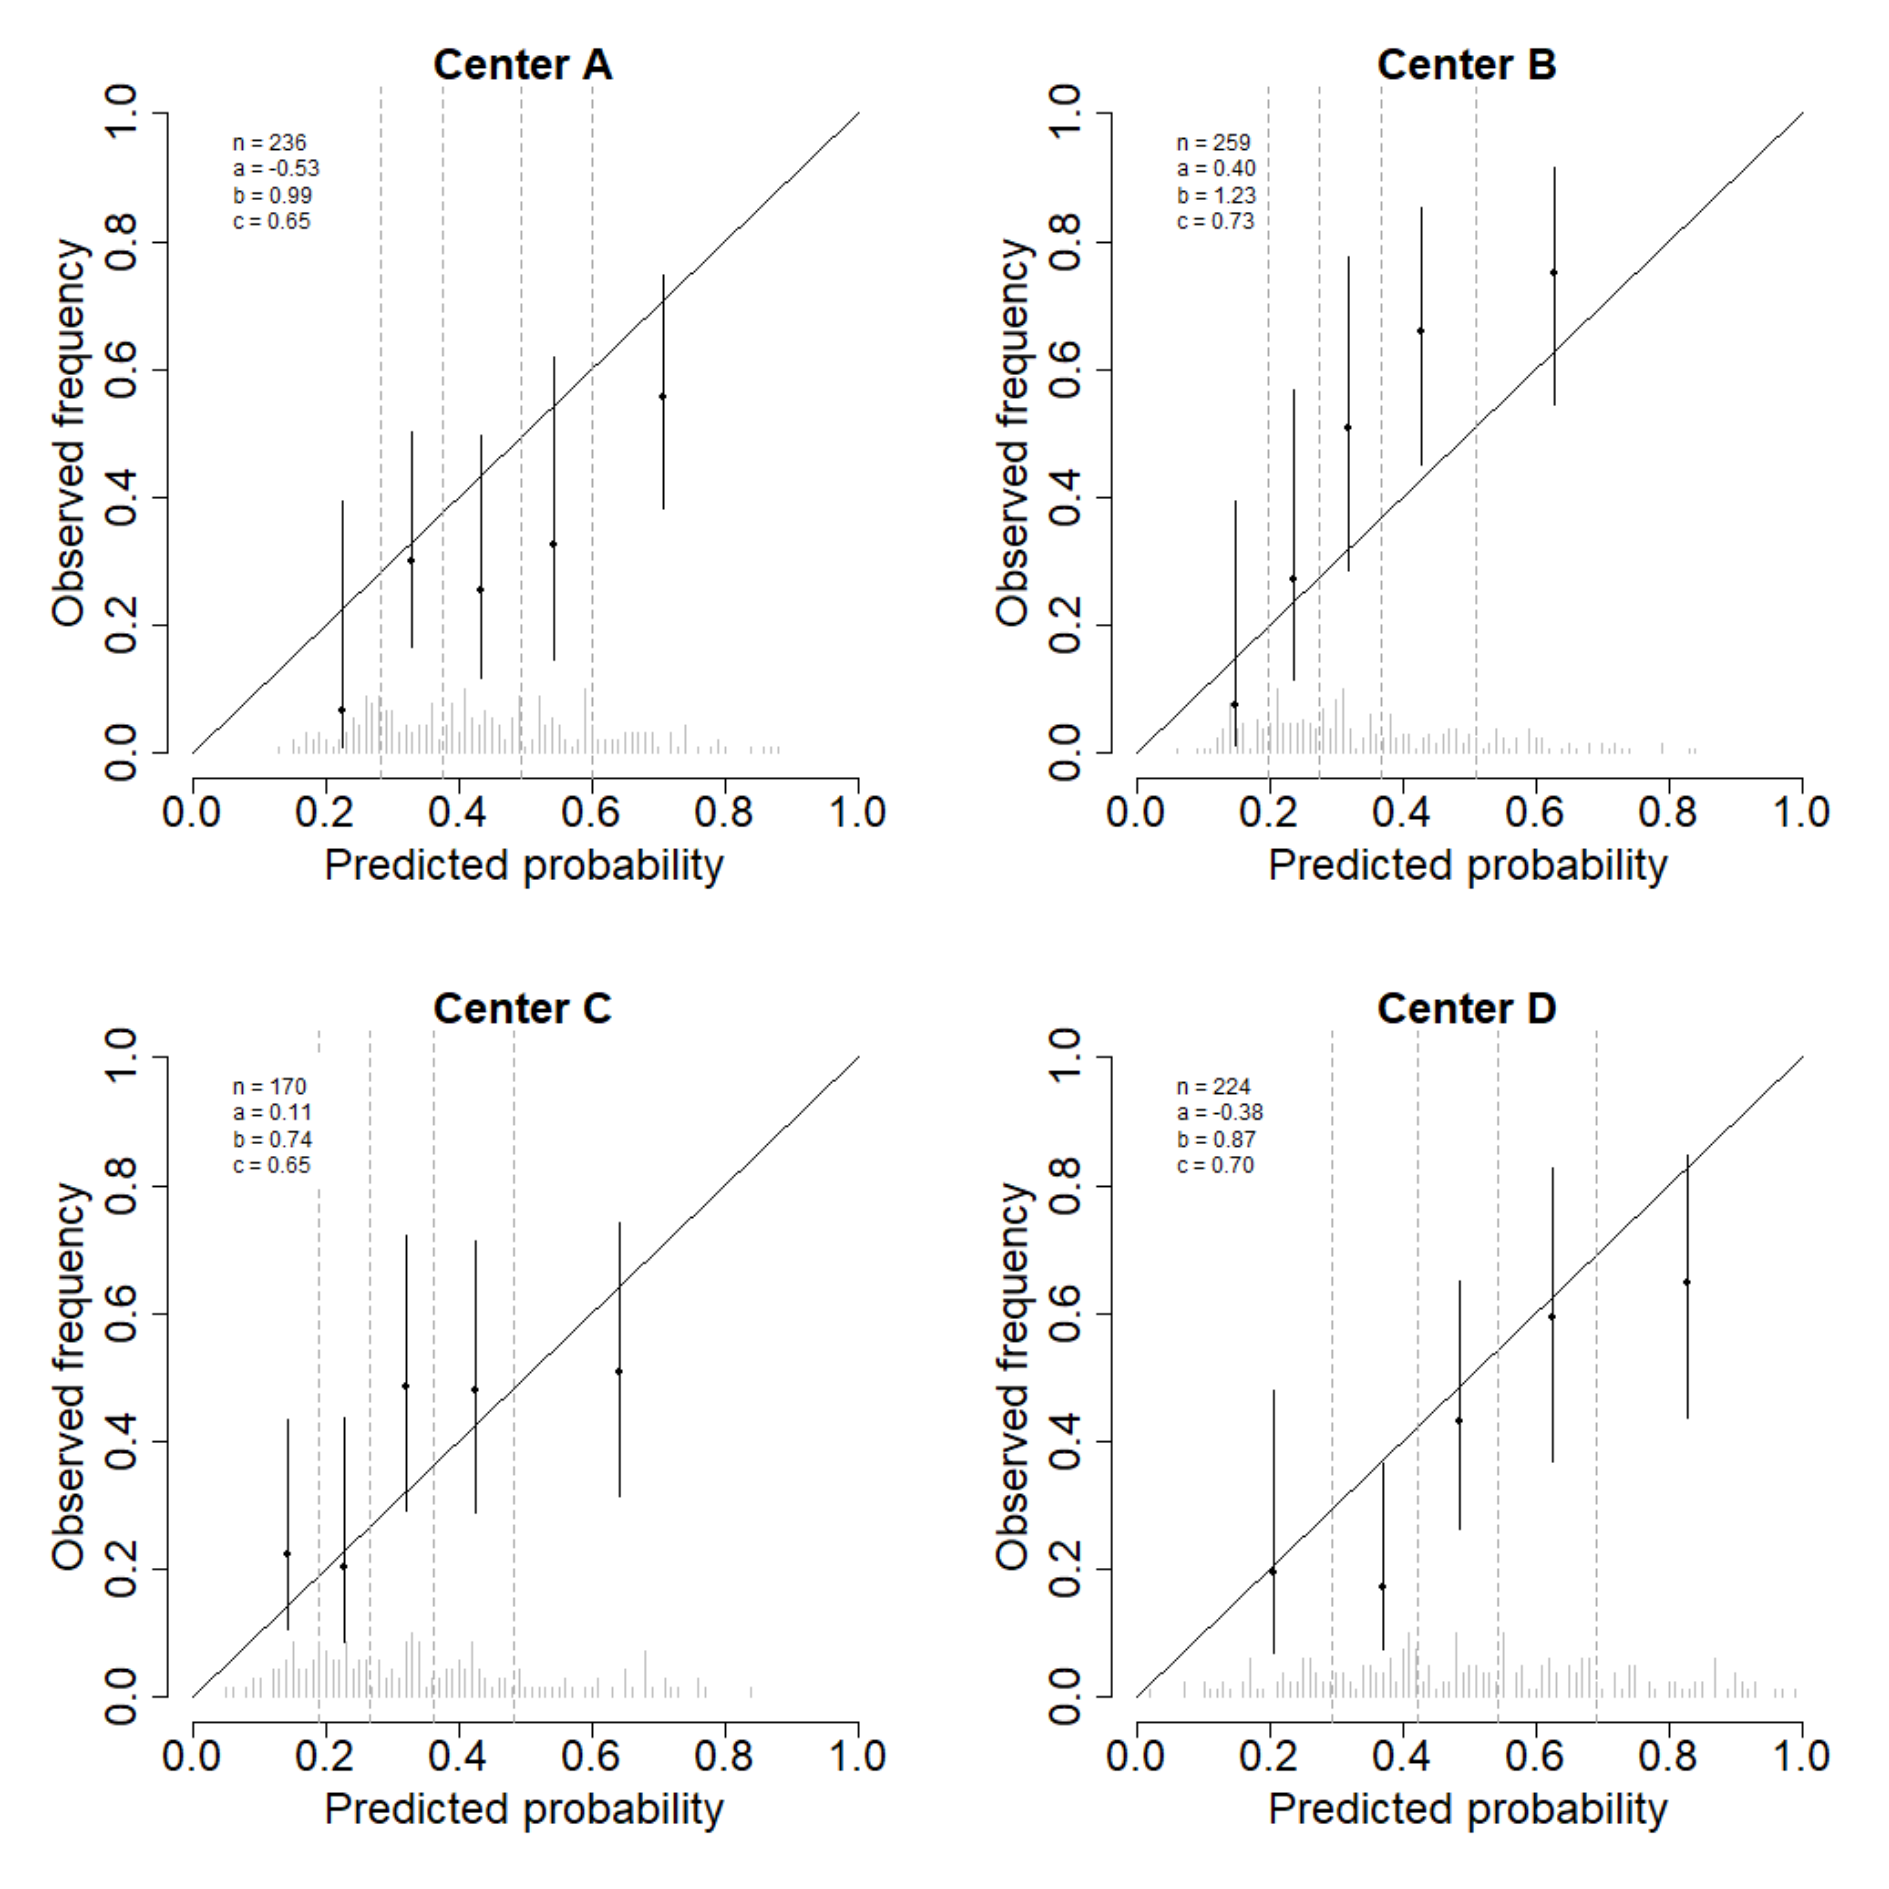 Center A
n = 236
a = -0.53
b = 0.99
c = 0.65
Observed frequency
0.0 0.2 0.4 0.6 0.8 1.0
0.0 0.2 0.4 0.6 0.8 1.0
Predicted probability
Center B
n = 259
a = 0.40
b = 1.23
c = 0.73
Observed frequency
0.0 0.2 0.4 0.6 0.8 1.0
0.0 0.2 0.4 0.6 0.8 1.0
Predicted probability
Center C
n = 170
a = 0.11
b = 0.74
c = 0.65
Observed frequency
0.0 0.2 0.4 0.6 0.8 1.0
0.0 0.2 0.4 0.6 0.8 1.0
Predicted probability
Center D
n = 224
a = -0.38
b = 0.87
c = 0.70
Observed frequency
0.0 0.2 0.4 0.6 0.8 1.0
0.0 0.2 0.4 0.6 0.8 1.0
Predicted probability